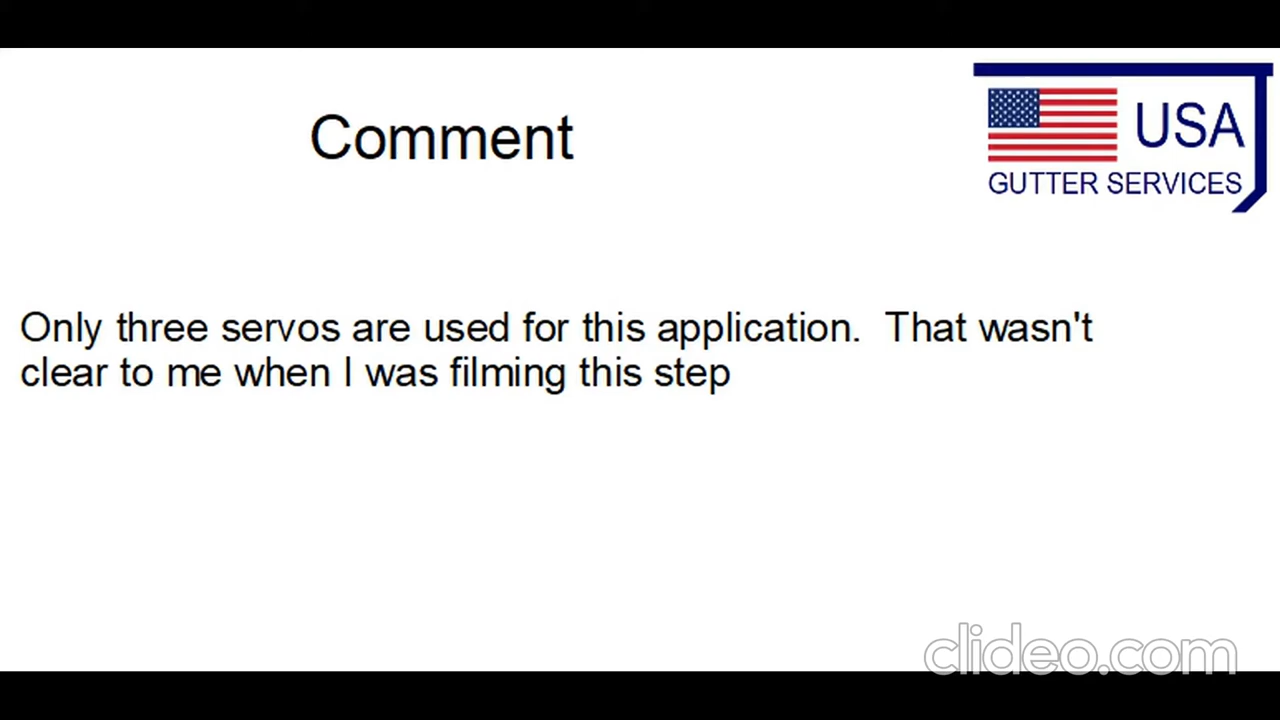 Comment
USA
GUTTER SERVICES
Only three servos are used for this application.  That wasn't
clear to me when I was filming this step
clideo.com